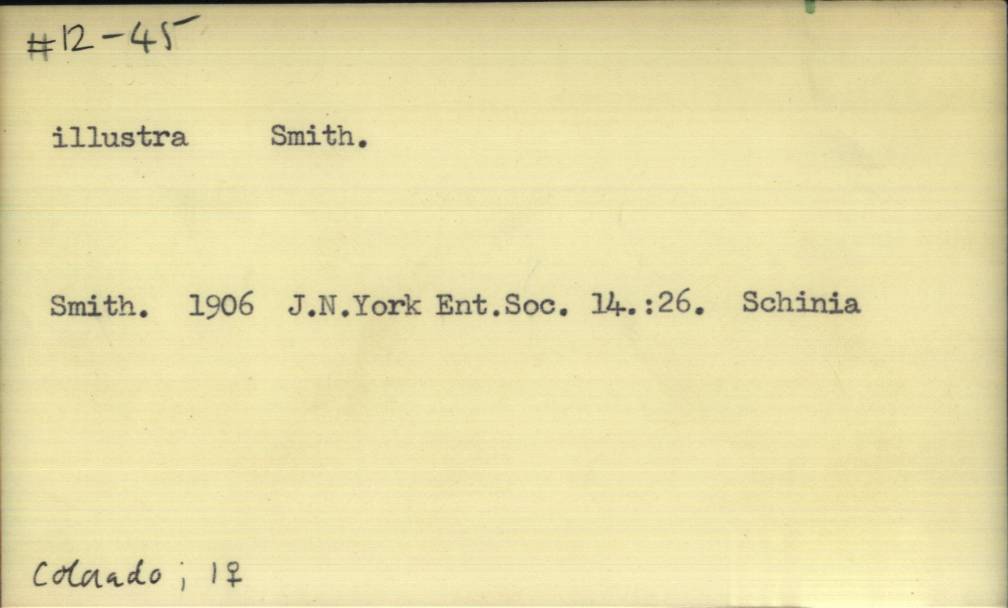 #12-45
illustra Smith.
Smith. 1906 J.N.York Ent.Soc. 14.:26. Schinia
Colorado ; 1♀